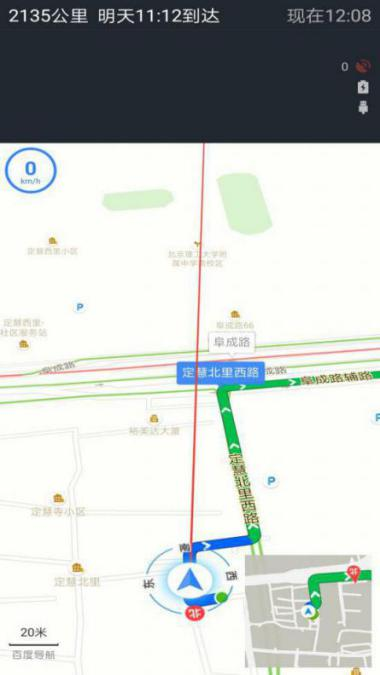 2135公里 明天11:12到达 现在12:08
0
0
km/h
定慧西里小区
北京理工大学附
属中学南校区
P
定慧西里-
社区服务站
阜成路66
阜成路
阜成路
成路
定慧北里西路
阜成路辅路
裕美达大厦
定慧北里西路
P
定慧寺小区
南
东
西
北
定慧北里
北
20米
百度导航